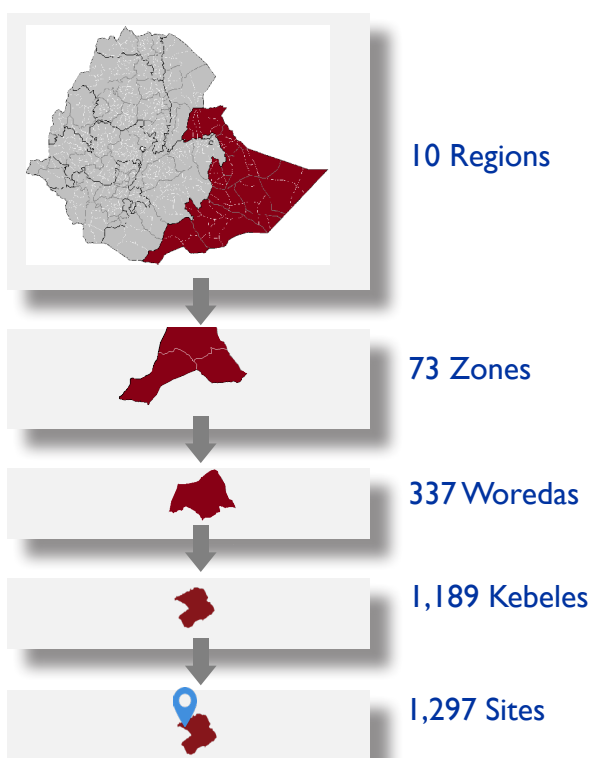 10 Regions
73 Zones
337 Woredas
1,189 Kebeles
1,297 Sites